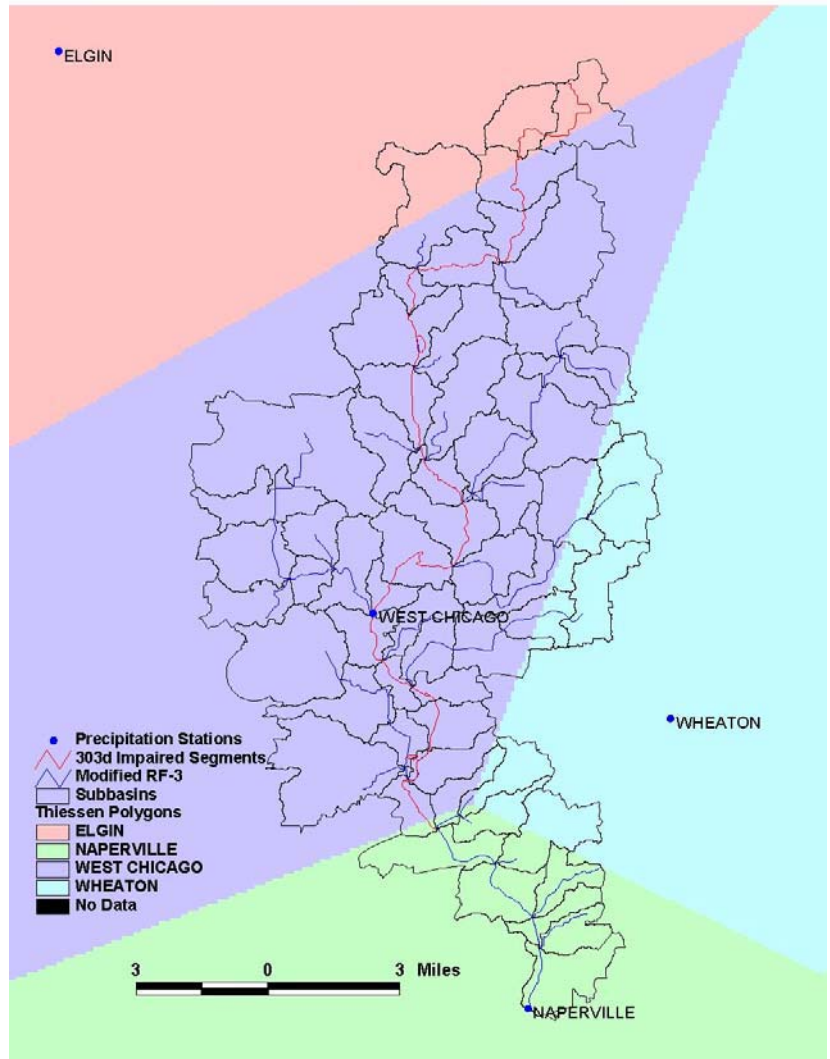 ELGIN
WEST CHICAGO
WHEATON
Precipitation Stations
303d Impaired Segments
Modified RF-3
Subbasins
Thiessen Polygons
ELGIN
NAPERVILLE
WEST CHICAGO
WHEATON
No Data
3 0 3 Miles
NAPERVILLE